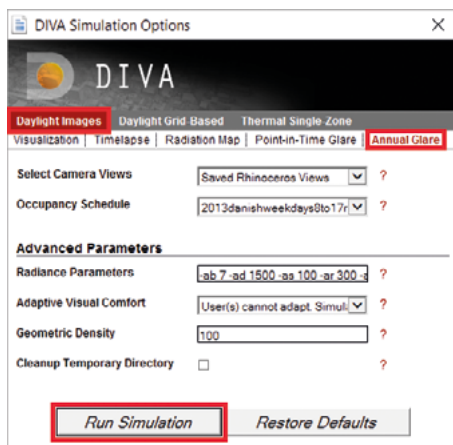 DIVA Simulation Options
DIVA
Daylight Images Daylight Grid-Based Thermal Single-Zone
Visualization | Timelapse | Radiation Map | Point-in-Time Glare | Annual Glare
Select Camera Views Saved Rhinoceros Views ?
Occupancy Schedule 2013danishweekdays8to17 ?
Advanced Parameters
Radiance Parameters -ab 7 -ad 1500 -as 100 -ar 300 ?
Adaptive Visual Comfort User(s) cannot adapt. Simul ?
Geometric Density 100 ?
Cleanup Temporary Directory ?
Run Simulation Restore Defaults